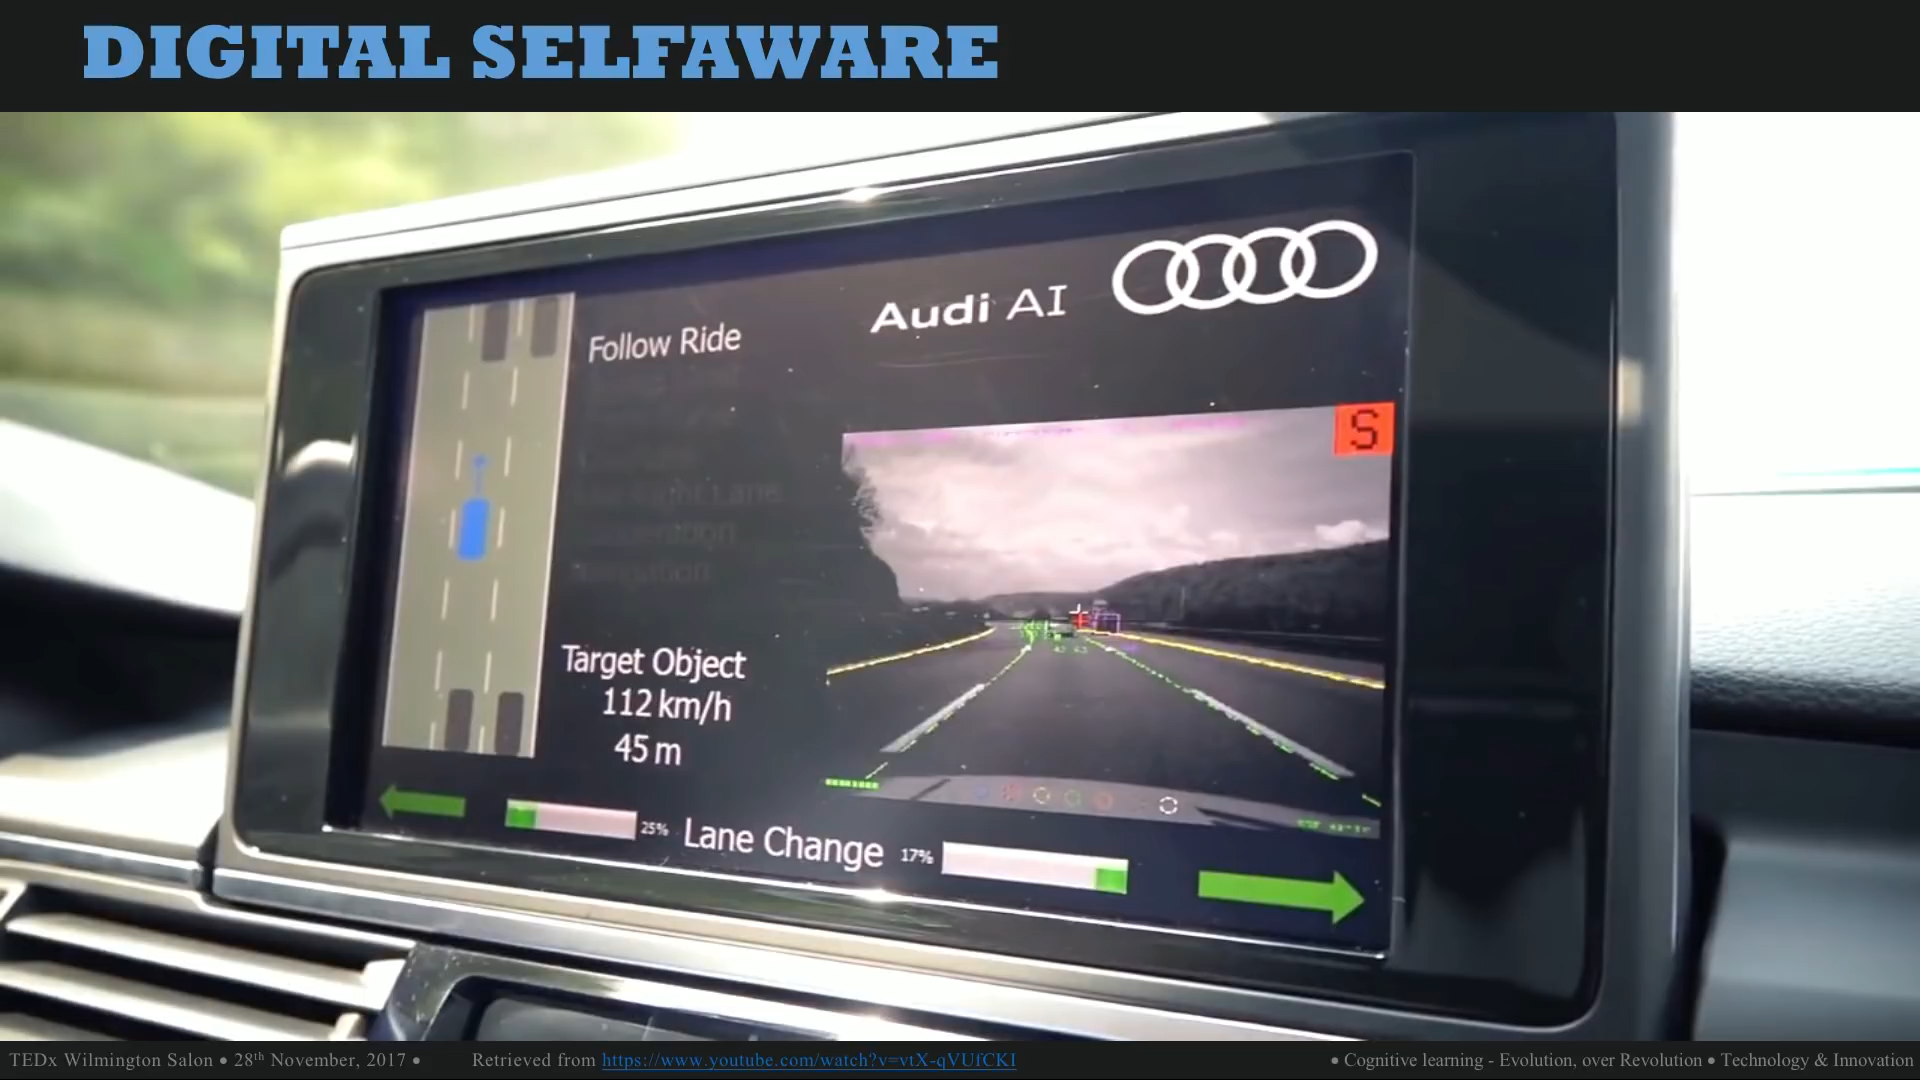 DIGITAL SELFAWARE
Audi AI
Follow Ride
S
Target Object
112 km/h
45 m
25% Lane Change 17%
TEDx Wilmington Salon • 28th November, 2017 • Retrieved from https://www.youtube.com/watch?v=vtX-qVUfCKI • Cognitive learning - Evolution, over Revolution • Technology & Innovation